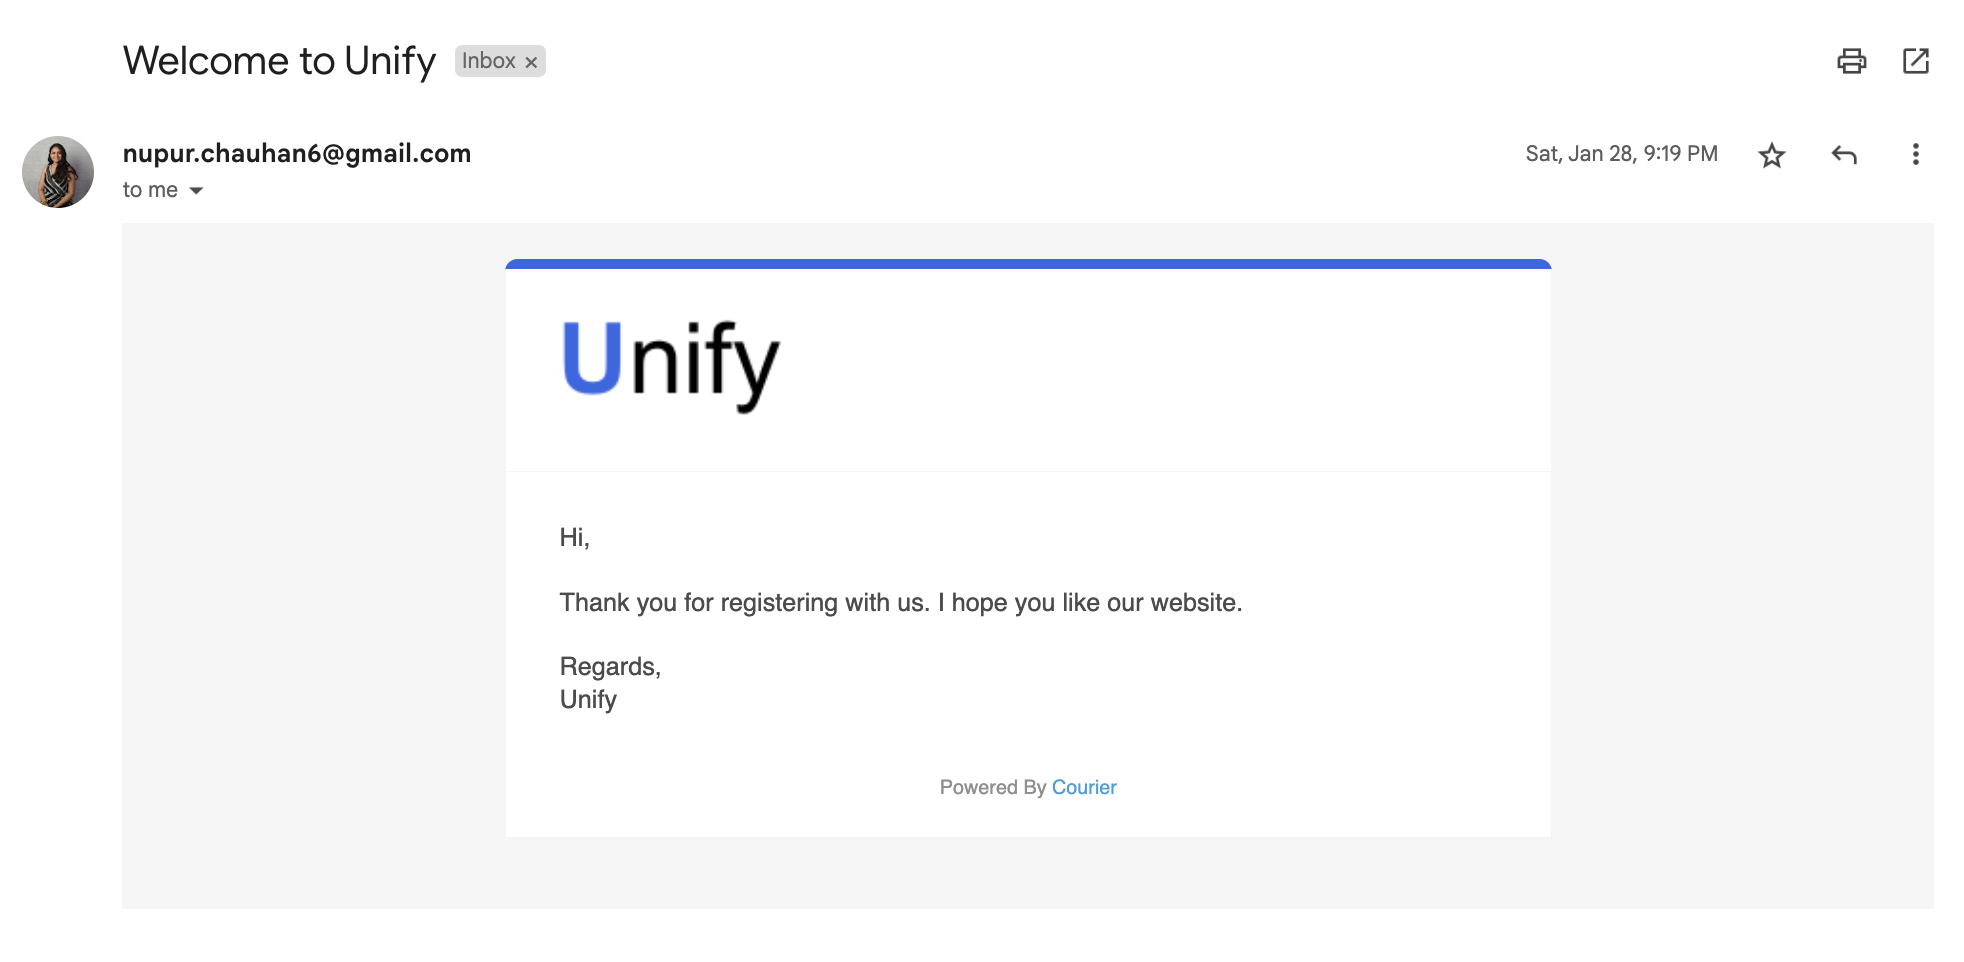 Welcome to Unify Inbox ×
nupur.chauhan6@gmail.com Sat, Jan 28, 9:19 PM
to me
Unify
Hi,
Thank you for registering with us. I hope you like our website.
Regards,
Unify
Powered By Courier